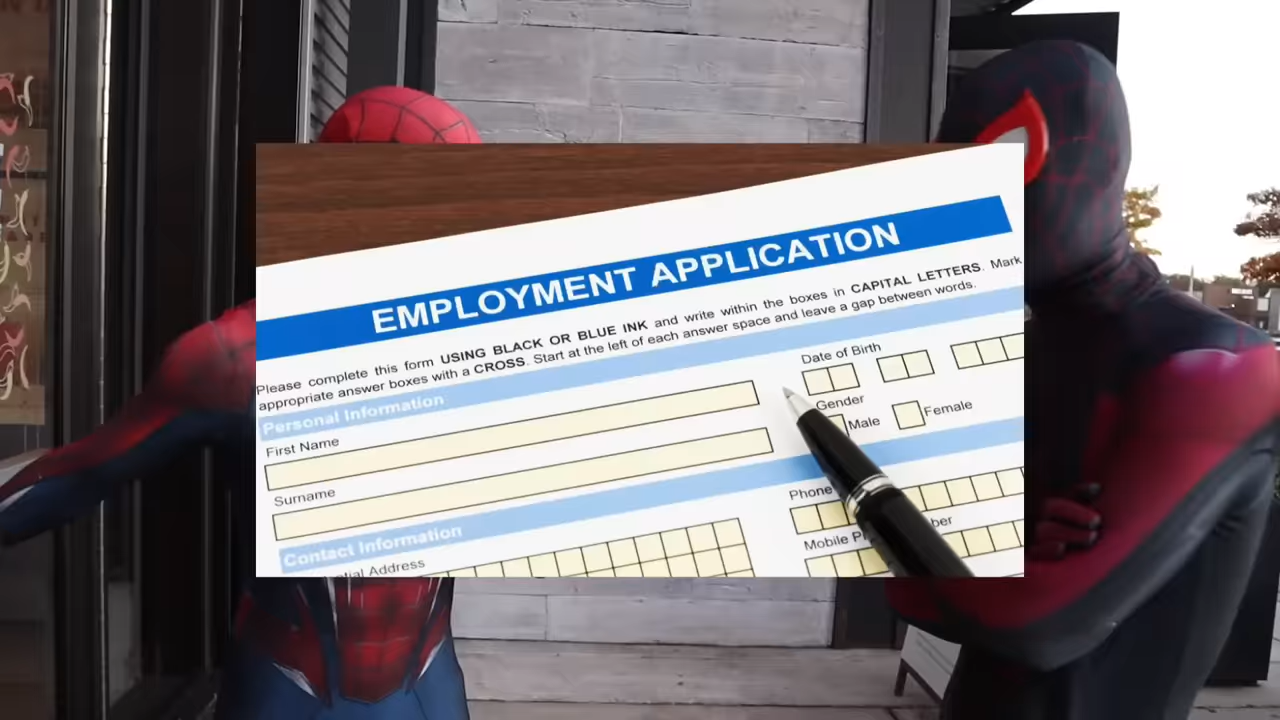 EMPLOYMENT APPLICATION
Please complete this form USING BLACK OR BLUE INK and write within the boxes in CAPITAL LETTERS. Mark
appropriate answer boxes with a CROSS. Start at the left of each answer space and leave a gap between words.
Personal Information
First Name
Surname
Date of Birth
Gender
Male
Female
Contact Information
Address
Phone
Mobile